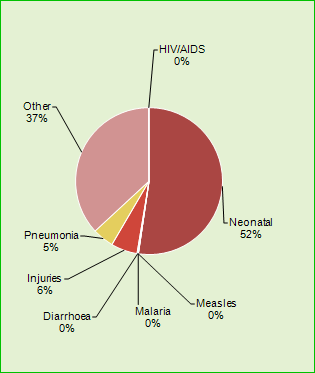 HIV/AIDS
0%
Other
37%
Neonatal
52%
Pneumonia
5%
Injuries
6%
Measles
0%
Malaria
0%
Diarrhoea
0%